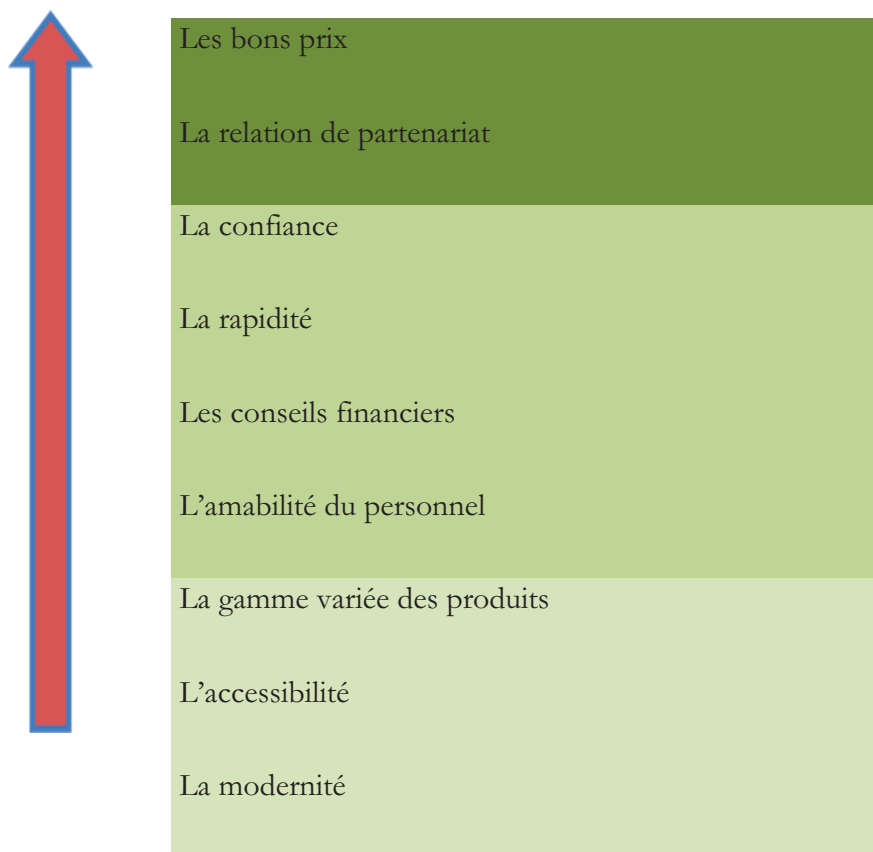 Les bons prix
La relation de partenariat
La confiance
La rapidité
Les conseils financiers
L’amabilité du personnel
La gamme variée des produits
L’accessibilité
La modernité